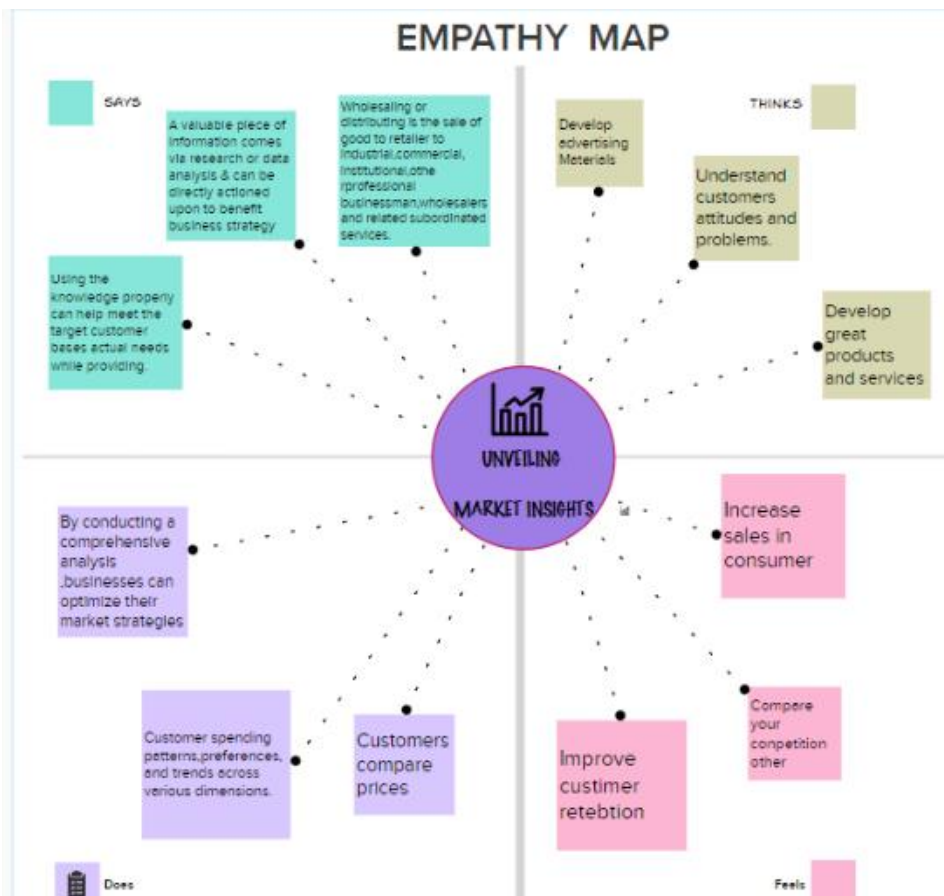 EMPATHY MAP
SAYS
A valuable piece of
information comes
via research or data
analysis & can be
directly actioned
upon to benefit
business strategy
Wholesaling or
distributing is the sale of
good to retailer to
industrial,commercial,
institutional,othe
rprofessional
businessman,wholesalers
and related subordinated
services.
Using the
knowledge properly
can help meet the
target customer
bases actual needs
while providing.
THINKS
Develop
advertising
Materials
Understand
customers
attitudes and
problems.
Develop
great
products
and services
UNVEILING
MARKET INSIGHTS
By conducting a
comprehensive
analysis
,businesses can
optimize their
market strategies
Customer spending
patterns,preferences,
and trends across
various dimensions.
Customers
compare
prices
Does
Increase
sales in
consumer
Improve
custimer
retebtion
Compare
your
conpetition
other
Feels